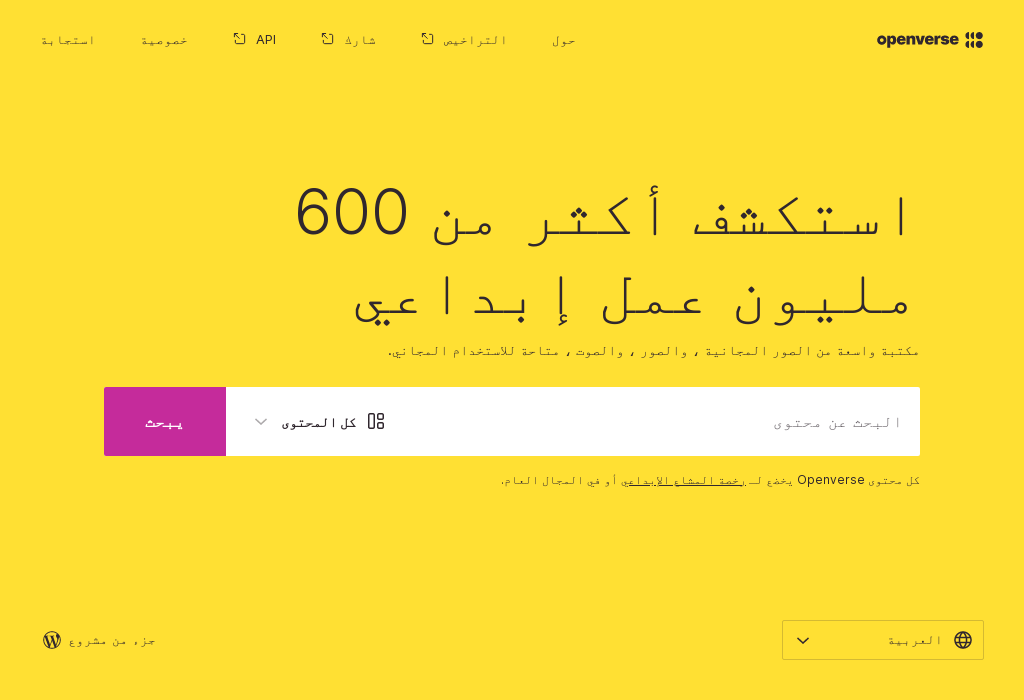 openverse
حول
التراخيص
شارك
API
خصوصية
استجابة
استكشف أكثر من 600
مليون عمل إبداعي
مكتبة واسعة من الصور المجانية ، والصور ، والصوت ، متاحة للاستخدام المجاني.
البحث عن محتوى
كل المحتوى
يبحث
كل محتوى Openverse يخضع لـ رخصة المشاع الإبداعي أو في المجال العام.
العربية
جزء من مشروع